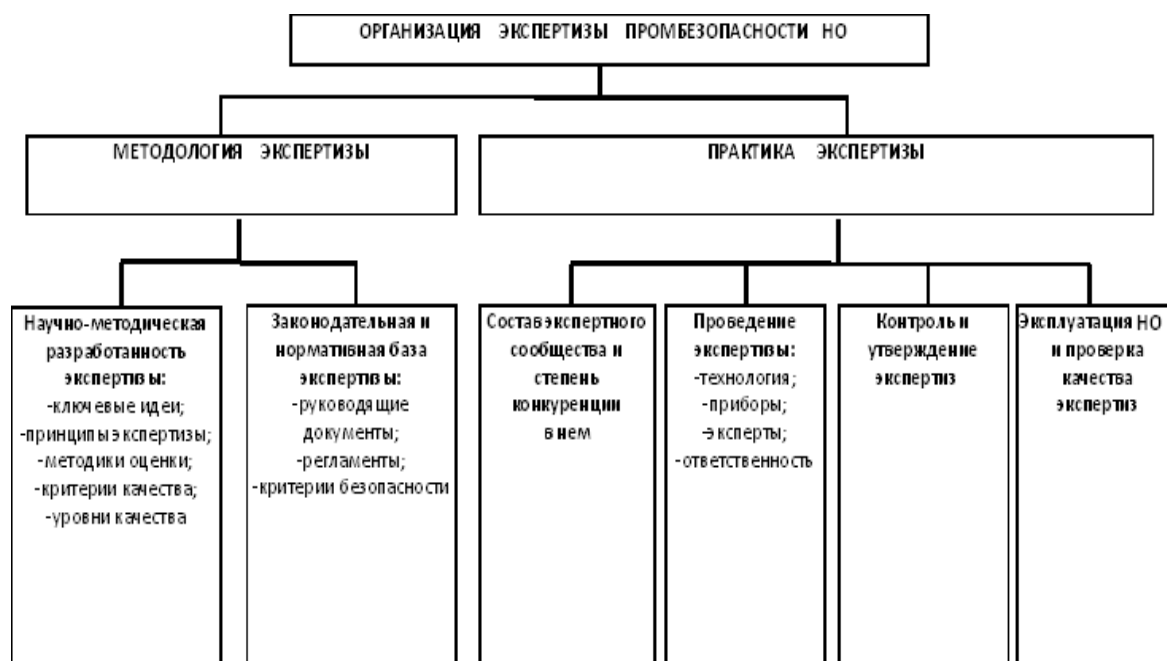 ОРГАНИЗАЦИЯ ЭКСПЕРТИЗЫ ПРОМБЕЗОПАСНОСТИ НО
МЕТОДОЛОГИЯ ЭКСПЕРТИЗЫ
ПРАКТИКА ЭКСПЕРТИЗЫ
Научно-методическая
разработанность
экспертизы:
-ключевые идеи;
-принципы экспертизы;
-методики оценки;
-критерии качества;
-уровни качества
Законодательная и
нормативная база
экспертизы:
-руководящие
документы;
-регламенты;
-критерии безопасности
Состав экспертного
сообщества и
степень
конкуренции
в нем
Проведение
экспертизы:
-технология;
-приборы;
-эксперты;
-ответственность
Контроль и
утверждение
экспертиз
Эксплуатация НО
и проверка
качества
экспертиз